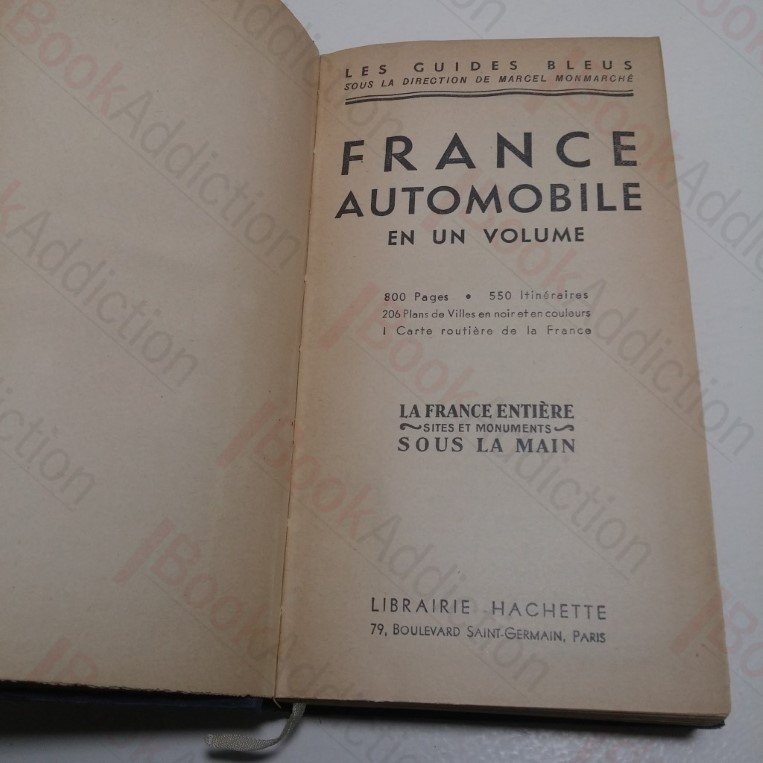 LES GUIDES BLEUS
SOUS LA DIRECTION DE MARCEL MONMARCHÉ
FRANCE
AUTOMOBILE
EN UN VOLUME
800 Pages • 550 Itinéraires
206 Plans de Villes en noir et en couleurs
1 Carte routière de la France
LA FRANCE ENTIÈRE
SITES ET MONUMENTS
SOUS LA MAIN
LIBRAIRIE HACHETTE
79, BOULEVARD SAINT-GERMAIN, PARIS
BookAddiction